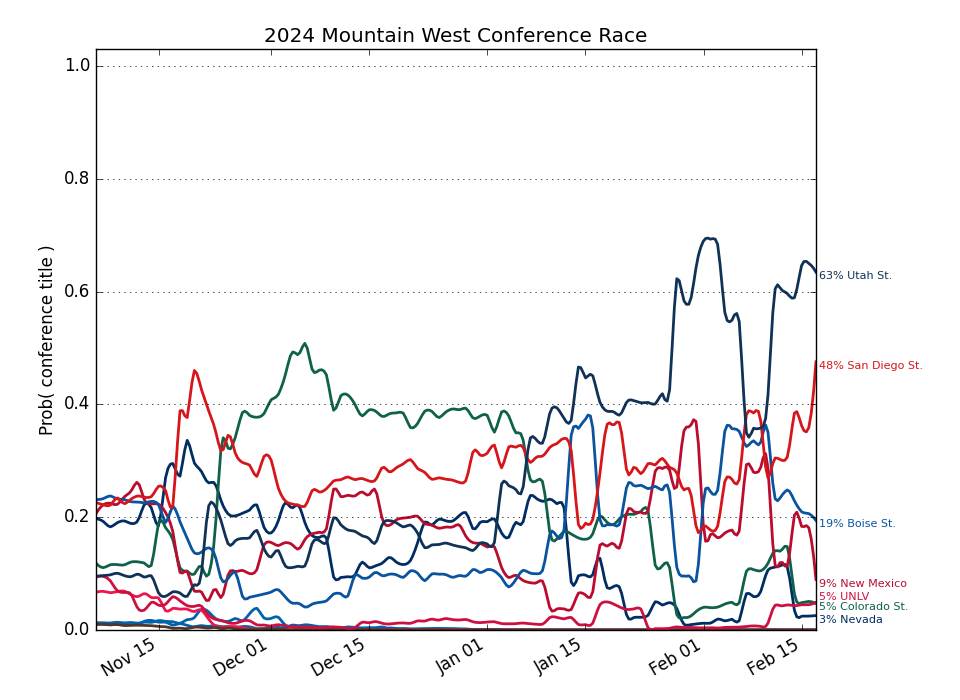 2024 Mountain West Conference Race
Prob( conference title )
1.0
0.8
0.6
0.4
0.2
0.0
63% Utah St.
48% San Diego St.
19% Boise St.
9% New Mexico
5% UNLV
5% Colorado St.
3% Nevada
Nov 15
Dec 01
Dec 15
Jan 01
Jan 15
Feb 01
Feb 15